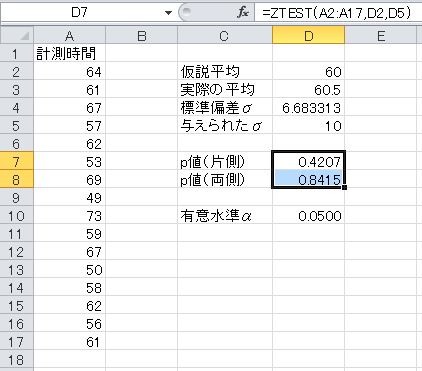 D7 fx =ZTEST(A2:A17,D2,D5)
A B C D
1 計測時間
2 64 仮説平均 60
3 61 実際の平均 60.5
4 67 標準偏差σ 6.683313
5 57 与えられたσ 10
6 62
7 53 p値(片側) 0.4207
8 69 p値(両側) 0.8415
9 49
10 73 有意水準α 0.0500
11 59
12 67
13 50
14 58
15 62
16 56
17 61
18